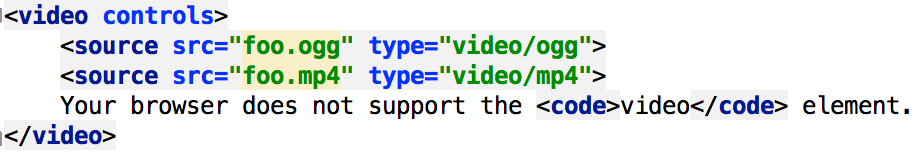 <video controls>
    <source src="foo.ogg" type="video/ogg">
    <source src="foo.mp4" type="video/mp4">
    Your browser does not support the <code>video</code> element.
</video>